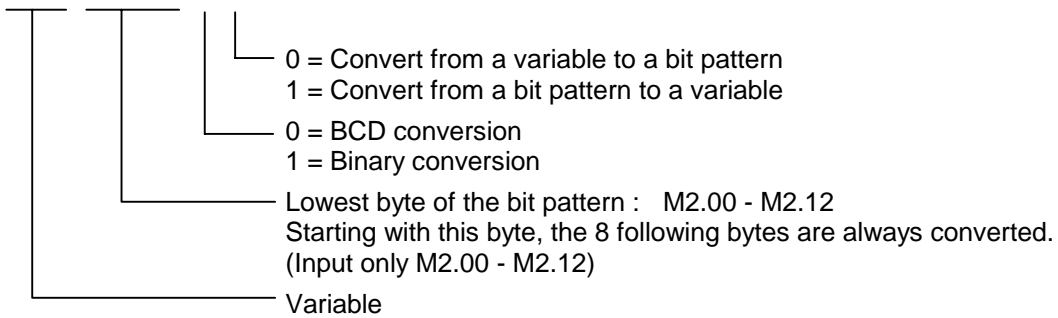 0 = Convert from a variable to a bit pattern
1 = Convert from a bit pattern to a variable
0 = BCD conversion
1 = Binary conversion
Lowest byte of the bit pattern : M2.00 - M2.12
Starting with this byte, the 8 following bytes are always converted.
(Input only M2.00 - M2.12)
Variable